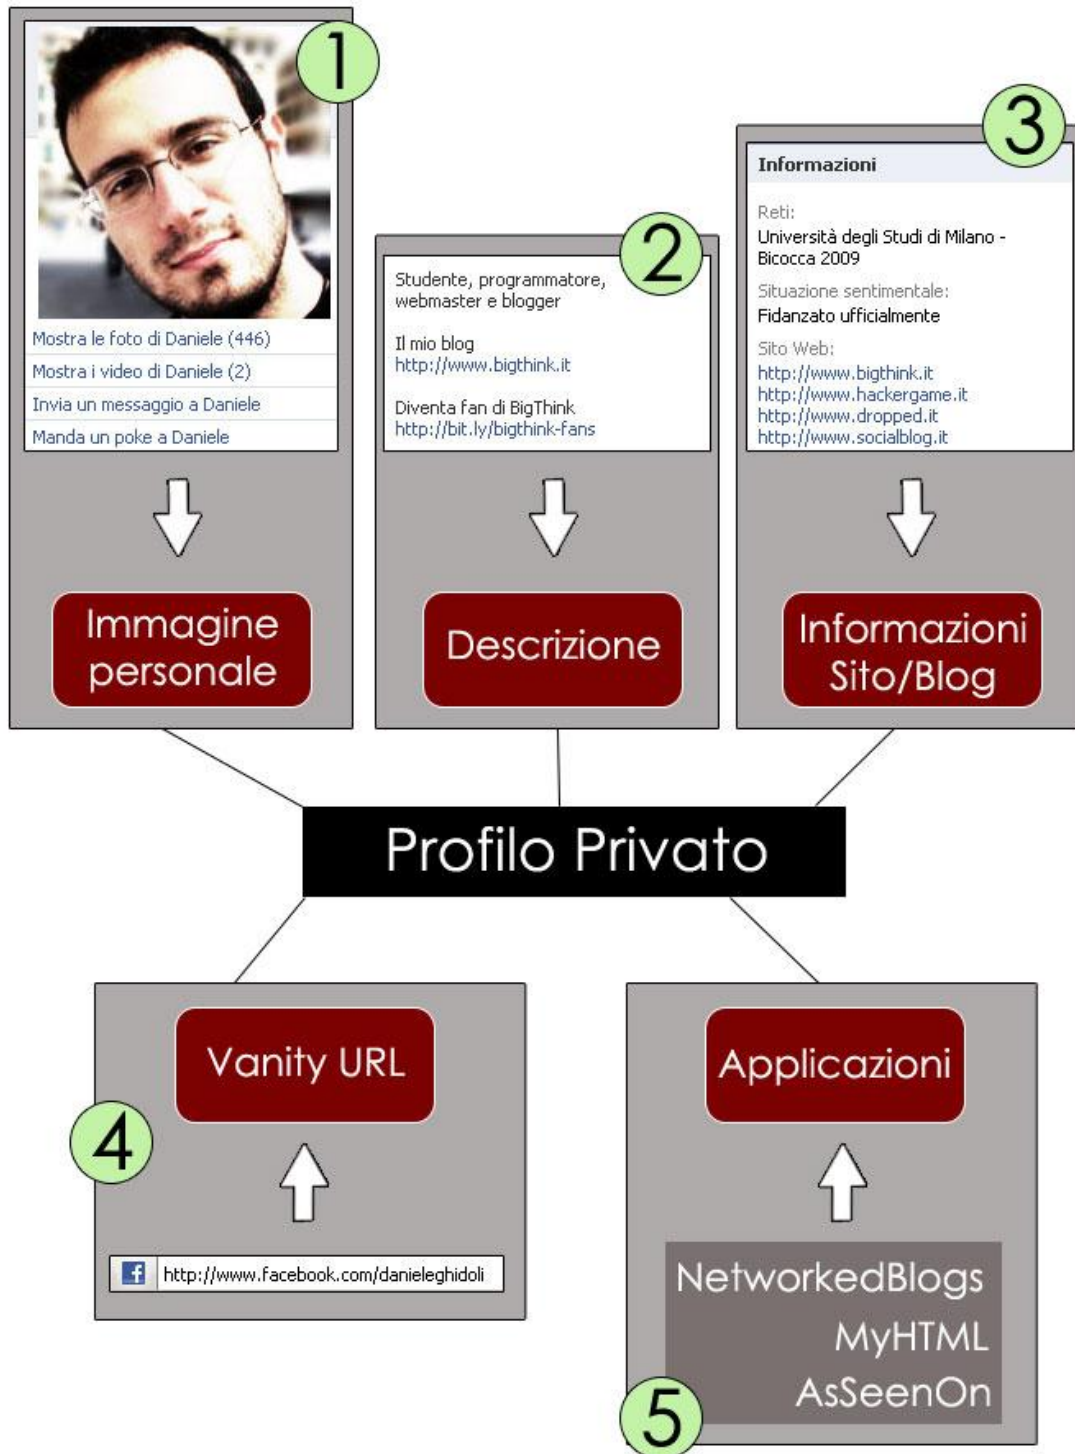 1
Mostra le foto di Daniele (446)
Mostra i video di Daniele (2)
Invia un messaggio a Daniele
Manda un poke a Daniele
Immagine
personale
2
Studente, programmatore,
webmaster e blogger
Il mio blog
http://www.bigthink.it
Diventa fan di BigThink
http://bit.ly/bigthink-fans
Descrizione
3
Informazioni
Reti:
Università degli Studi di Milano -
Bicocca 2009
Situazione sentimentale:
Fidanzato ufficialmente
Sito Web:
http://www.bigthink.it
http://www.hackergame.it
http://www.dropped.it
http://www.socialblog.it
Informazioni
Sito/Blog
Profilo Privato
4
Vanity URL
http://www.facebook.com/danieleghidoli
Applicazioni
NetworkedBlogs
MyHTML
AsSeenOn
5